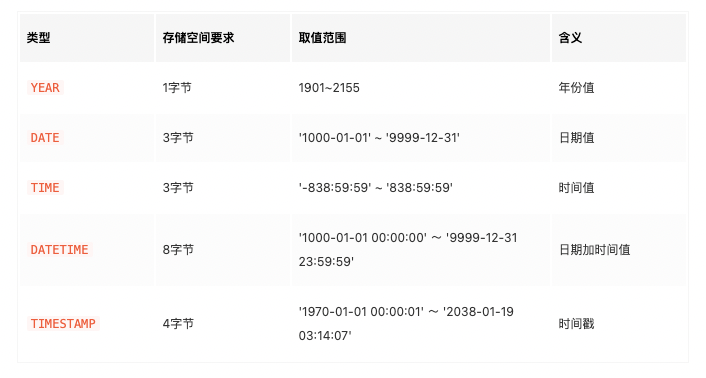 类型 存储空间要求 取值范围 含义
YEAR 1字节 1901~2155 年份值
DATE 3字节 '1000-01-01' ~ '9999-12-31' 日期值
TIME 3字节 '-838:59:59' ~ '838:59:59' 时间值
DATETIME 8字节 '1000-01-01 00:00:00' ～ '9999-12-31 日期加时间值
23:59:59'
TIMESTAMP 4字节 '1970-01-01 00:00:01' ～ '2038-01-19 时间戳
03:14:07'